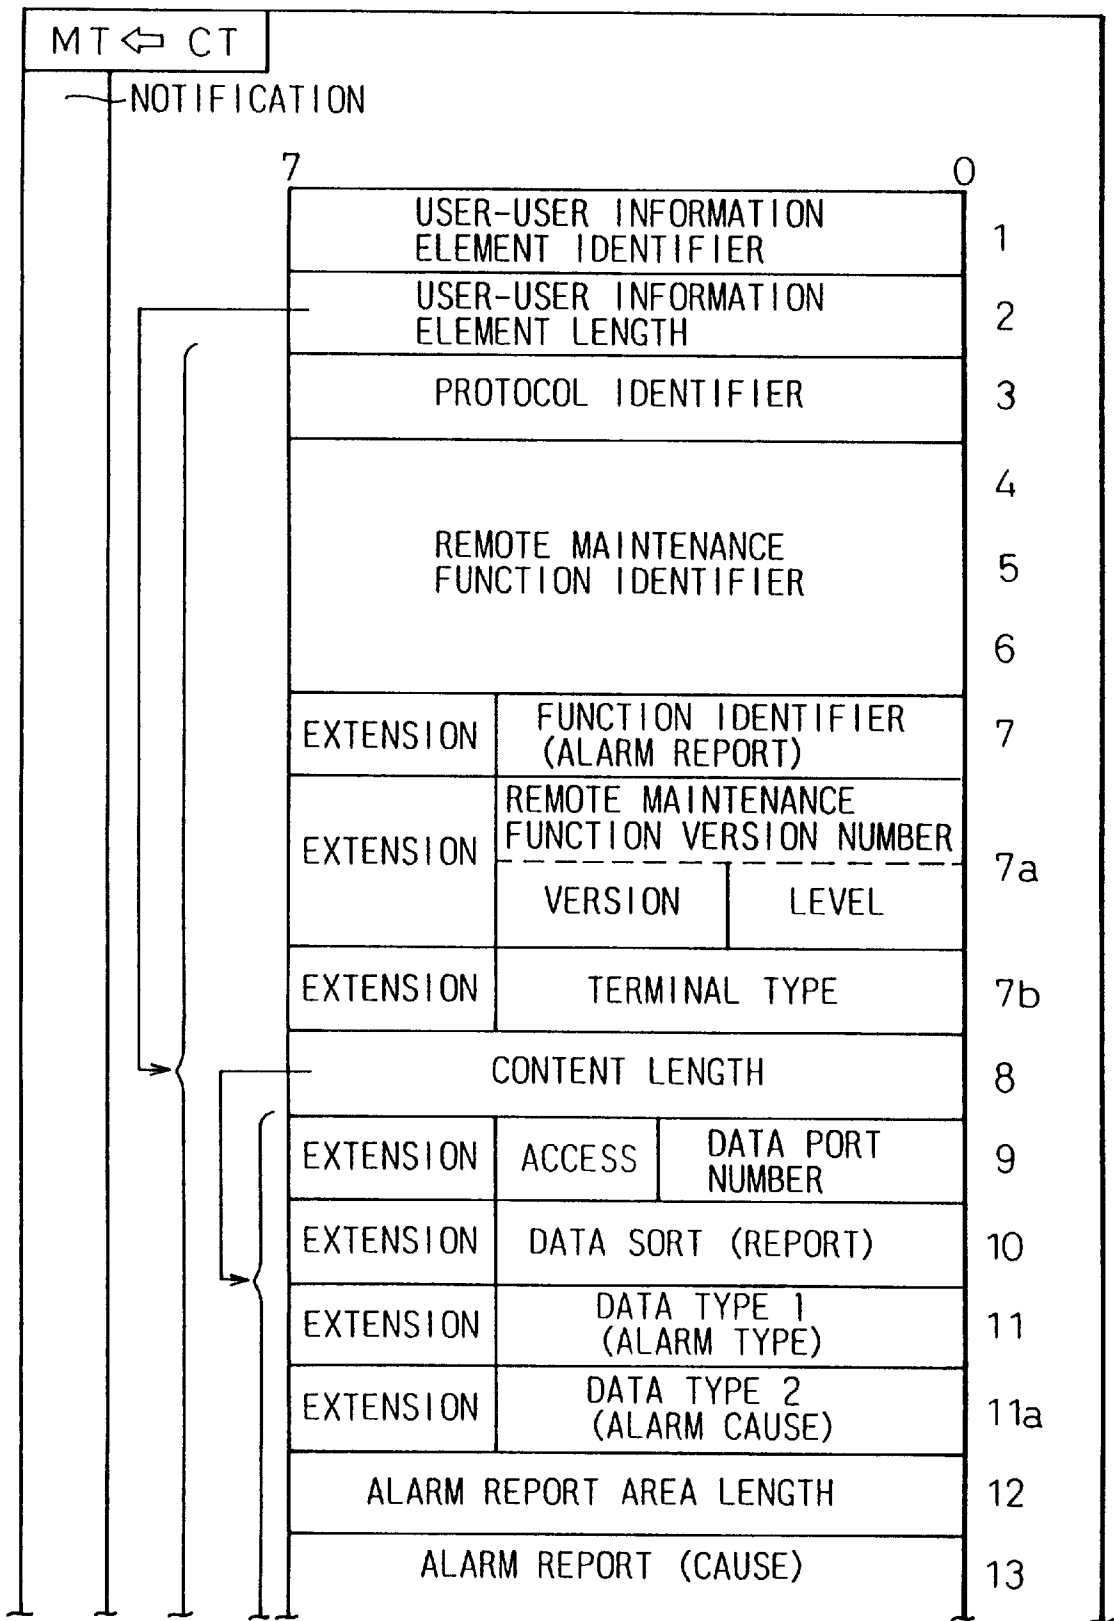 MT ⇦ CT
NOTIFICATION
7 0
USER-USER INFORMATION
ELEMENT IDENTIFIER
1
USER-USER INFORMATION
ELEMENT LENGTH
2
PROTOCOL IDENTIFIER
3
4
REMOTE MAINTENANCE
FUNCTION IDENTIFIER
5
6
EXTENSION
FUNCTION IDENTIFIER
(ALARM REPORT)
7
EXTENSION
REMOTE MAINTENANCE
FUNCTION VERSION NUMBER
VERSION
LEVEL
7a
EXTENSION
TERMINAL TYPE
7b
CONTENT LENGTH
8
EXTENSION
ACCESS
DATA PORT
NUMBER
9
EXTENSION
DATA SORT (REPORT)
10
EXTENSION
DATA TYPE 1
(ALARM TYPE)
11
EXTENSION
DATA TYPE 2
(ALARM CAUSE)
11a
ALARM REPORT AREA LENGTH
12
ALARM REPORT (CAUSE)
13